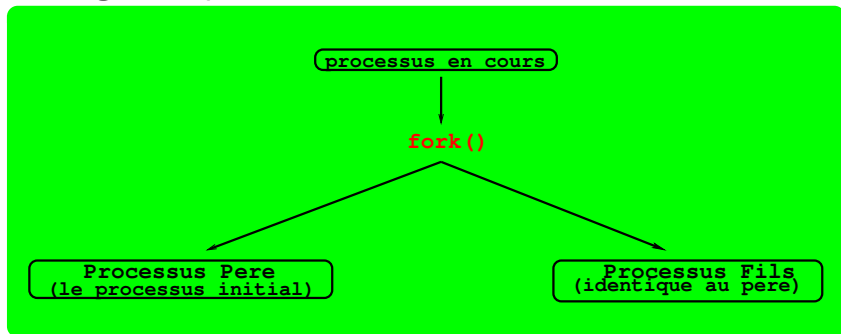 processus en cours
fork()
Processus Pere
(le processus initial)
Processus Fils
(identique au pere)